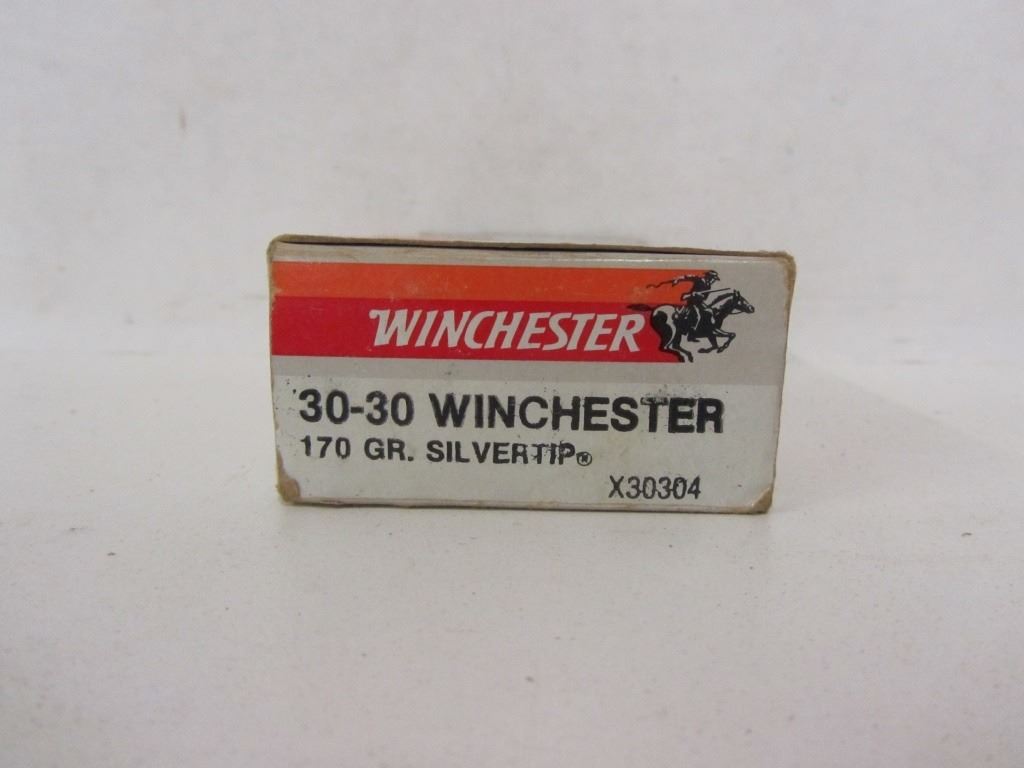 WINCHESTER
30-30 WINCHESTER
170 GR. SILVERTIP®
X30304